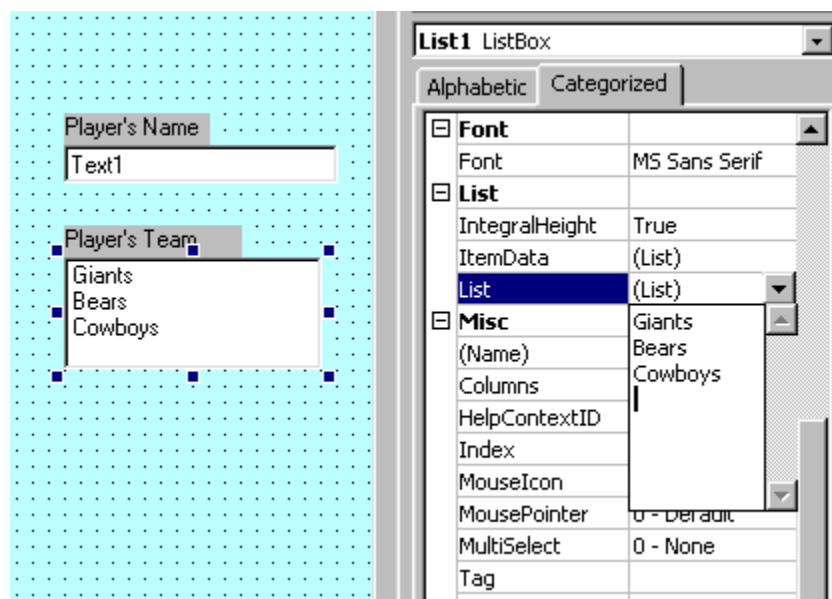 Player's Name
Text1
Player's Team
Giants
Bears
Cowboys
List1 ListBox
Alphabetic Categorized
Font
Font MS Sans Serif
List
IntegralHeight True
ItemData (List)
List (List)
Misc
(Name)
Columns
HelpContextID
Index
MouseIcon
Giants
Bears
Cowboys
MousePointer 0 - Default
MultiSelect 0 - None
Tag